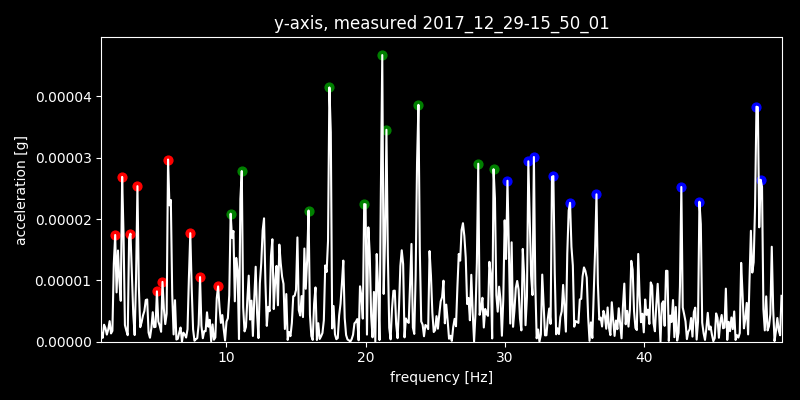 y-axis, measured 2017_12_29-15_50_01
0.00004
0.00003
0.00002
0.00001
0.00000
acceleration [g]
10 20 30 40
frequency [Hz]